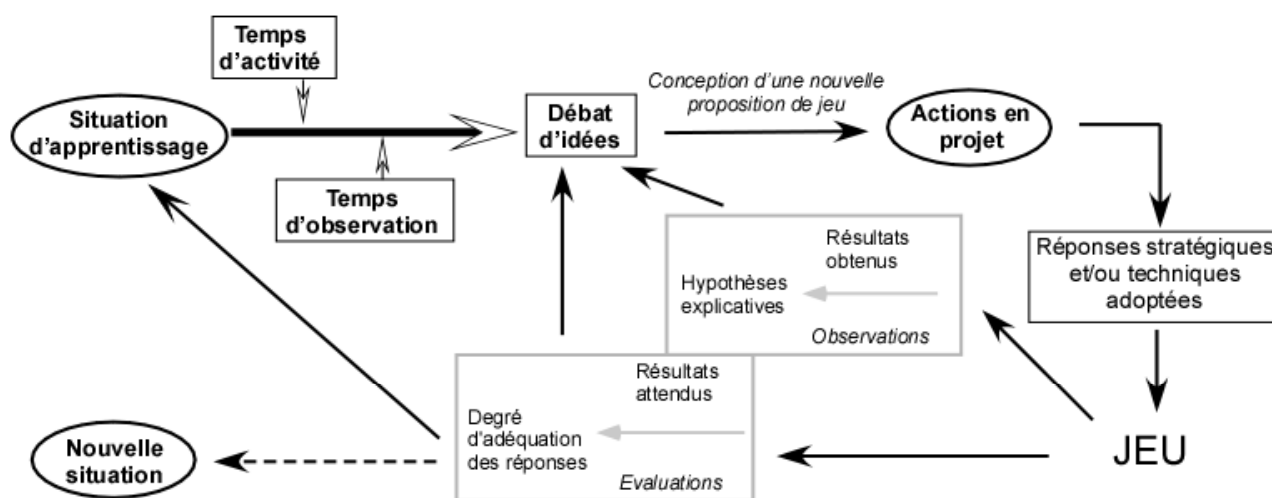 Temps
d’activité
Situation
d’apprentissage
Temps
d’observation
Débat
d’idées
Conception d’une nouvelle
proposition de jeu
Actions en
projet
Réponses stratégiques
et/ou techniques
adoptées
Résultats
obtenus
Hypothèses
explicatives
Observations
Résultats
attendus
Degré
d’adéquation
des réponses
Evaluations
JEU
Nouvelle
situation